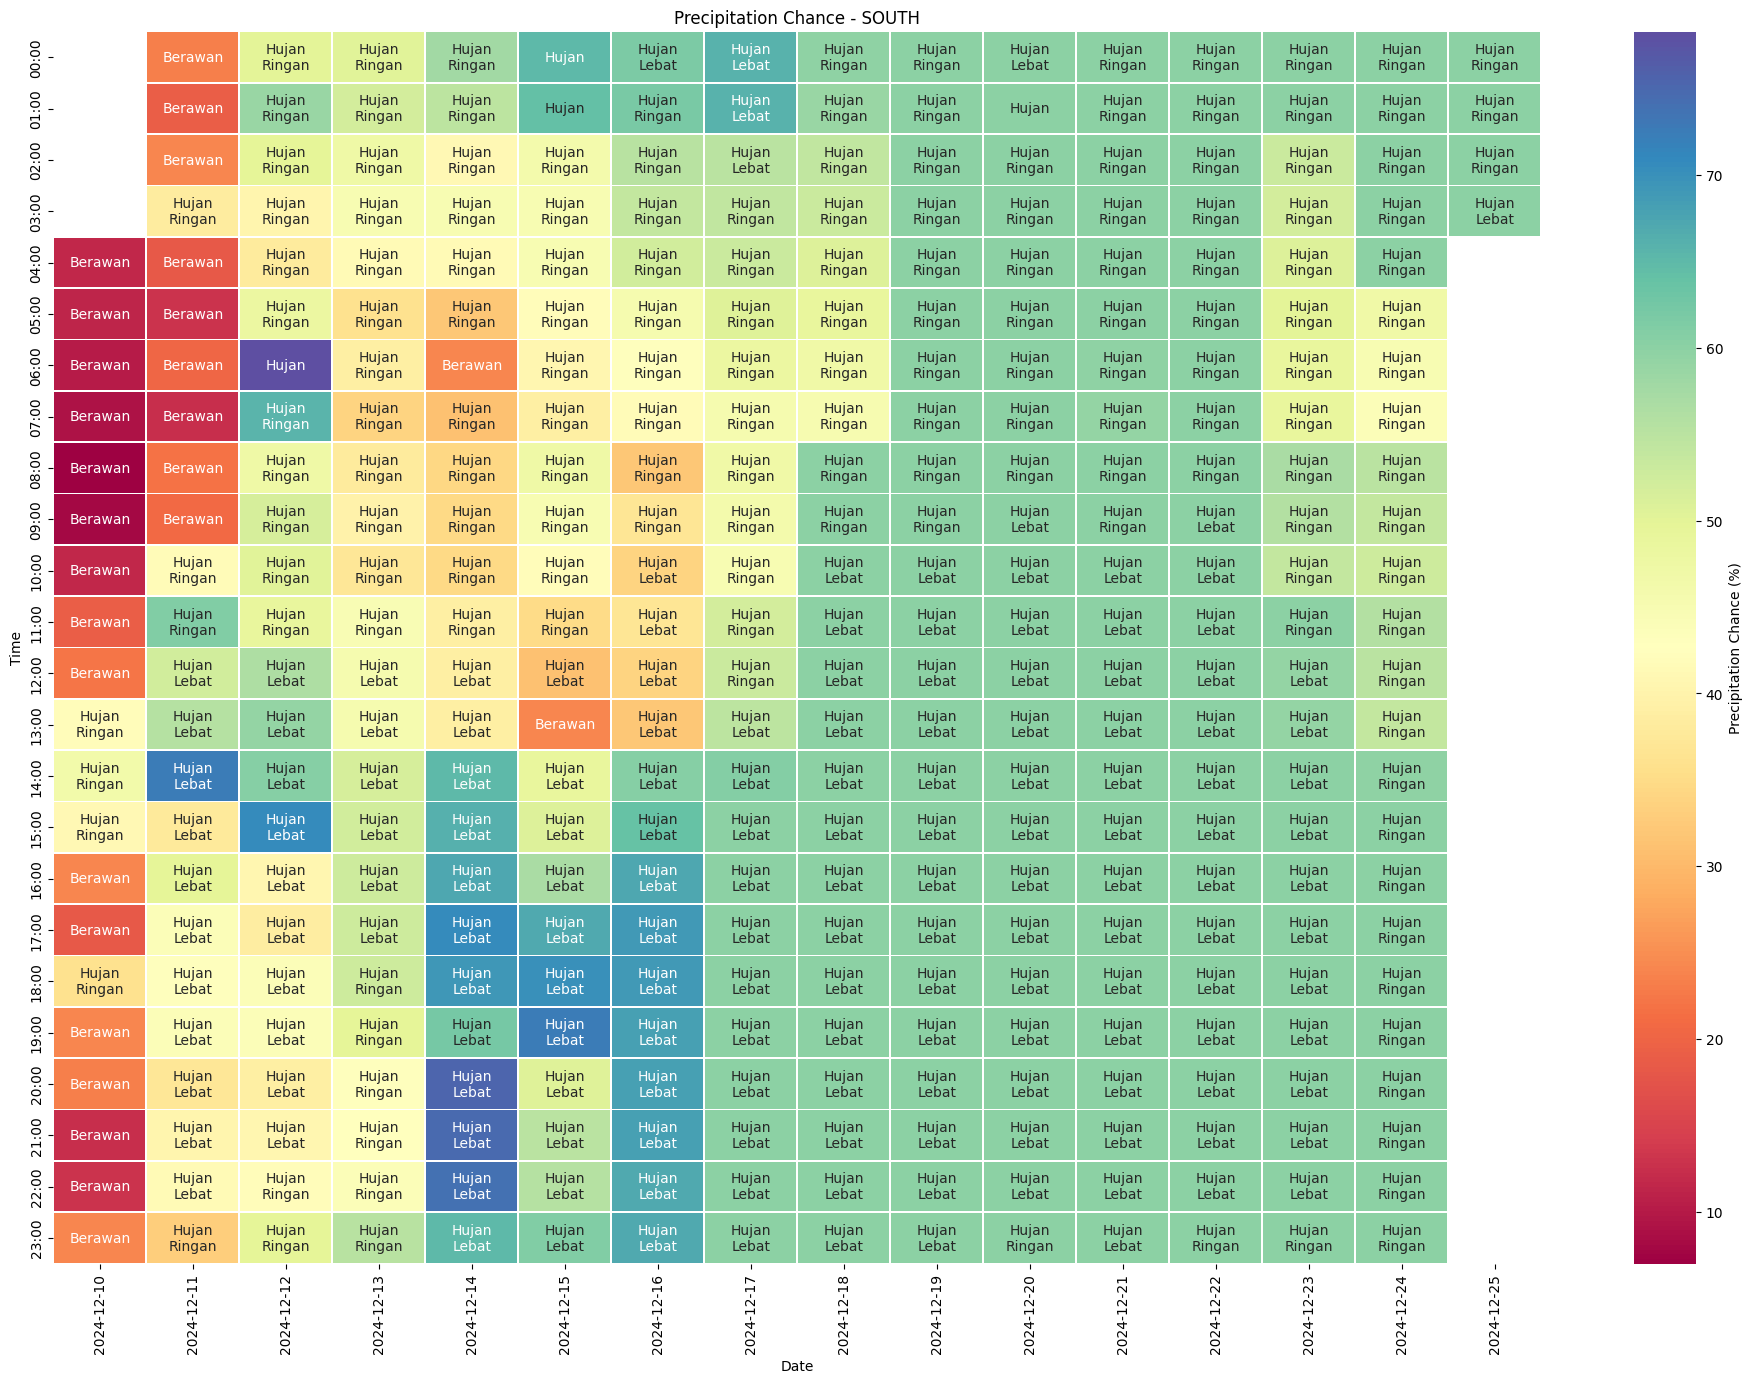 Precipitation Chance - SOUTH
00:00 Berawan Hujan Ringan Hujan Ringan Hujan Ringan Hujan Hujan Lebat Hujan Lebat Hujan Ringan Hujan Ringan Hujan Lebat Hujan Ringan Hujan Ringan Hujan Ringan Hujan Ringan Hujan Ringan
01:00 Berawan Hujan Ringan Hujan Ringan Hujan Ringan Hujan Hujan Ringan Hujan Lebat Hujan Ringan Hujan Ringan Hujan Hujan Ringan Hujan Ringan Hujan Ringan Hujan Ringan Hujan Ringan
02:00 Berawan Hujan Ringan Hujan Ringan Hujan Ringan Hujan Ringan Hujan Ringan Hujan Lebat Hujan Ringan Hujan Ringan Hujan Ringan Hujan Ringan Hujan Ringan Hujan Ringan Hujan Ringan Hujan Ringan
03:00 Hujan Ringan Hujan Ringan Hujan Ringan Hujan Ringan Hujan Ringan Hujan Ringan Hujan Ringan Hujan Ringan Hujan Ringan Hujan Ringan Hujan Ringan Hujan Ringan Hujan Ringan Hujan Ringan Hujan Lebat
04:00 Berawan Berawan Hujan Ringan Hujan Ringan Hujan Ringan Hujan Ringan Hujan Ringan Hujan Ringan Hujan Ringan Hujan Ringan Hujan Ringan Hujan Ringan Hujan Ringan Hujan Ringan Hujan Ringan
05:00 Berawan Berawan Hujan Ringan Hujan Ringan Hujan Ringan Hujan Ringan Hujan Ringan Hujan Ringan Hujan Ringan Hujan Ringan Hujan Ringan Hujan Ringan Hujan Ringan Hujan Ringan Hujan Ringan
06:00 Berawan Berawan Hujan Hujan Ringan Berawan Hujan Ringan Hujan Ringan Hujan Ringan Hujan Ringan Hujan Ringan Hujan Ringan Hujan Ringan Hujan Ringan Hujan Ringan Hujan Ringan
07:00 Berawan Berawan Hujan Ringan Hujan Ringan Hujan Ringan Hujan Ringan Hujan Ringan Hujan Ringan Hujan Ringan Hujan Ringan Hujan Ringan Hujan Ringan Hujan Ringan Hujan Ringan Hujan Ringan
08:00 Berawan Berawan Hujan Ringan Hujan Ringan Hujan Ringan Hujan Ringan Hujan Ringan Hujan Ringan Hujan Ringan Hujan Ringan Hujan Ringan Hujan Ringan Hujan Ringan Hujan Ringan Hujan Ringan
09:00 Berawan Berawan Hujan Ringan Hujan Ringan Hujan Ringan Hujan Ringan Hujan Ringan Hujan Ringan Hujan Ringan Hujan Ringan Hujan Lebat Hujan Ringan Hujan Lebat Hujan Ringan Hujan Ringan
10:00 Berawan Hujan Ringan Hujan Ringan Hujan Ringan Hujan Ringan Hujan Ringan Hujan Lebat Hujan Ringan Hujan Lebat Hujan Lebat Hujan Lebat Hujan Lebat Hujan Lebat Hujan Ringan Hujan Ringan
11:00 Berawan Hujan Ringan Hujan Ringan Hujan Ringan Hujan Ringan Hujan Ringan Hujan Lebat Hujan Ringan Hujan Lebat Hujan Lebat Hujan Lebat Hujan Lebat Hujan Lebat Hujan Ringan Hujan Ringan
12:00 Berawan Hujan Lebat Hujan Lebat Hujan Lebat Hujan Lebat Hujan Lebat Hujan Lebat Hujan Ringan Hujan Lebat Hujan Lebat Hujan Lebat Hujan Lebat Hujan Lebat Hujan Lebat Hujan Ringan
13:00 Hujan Ringan Hujan Lebat Hujan Lebat Hujan Lebat Hujan Lebat Berawan Hujan Lebat Hujan Lebat Hujan Lebat Hujan Lebat Hujan Lebat Hujan Lebat Hujan Lebat Hujan Lebat Hujan Ringan
14:00 Hujan Ringan Hujan Lebat Hujan Lebat Hujan Lebat Hujan Lebat Hujan Lebat Hujan Lebat Hujan Lebat Hujan Lebat Hujan Lebat Hujan Lebat Hujan Lebat Hujan Lebat Hujan Lebat Hujan Ringan
15:00 Hujan Ringan Hujan Lebat Hujan Lebat Hujan Lebat Hujan Lebat Hujan Lebat Hujan Lebat Hujan Lebat Hujan Lebat Hujan Lebat Hujan Lebat Hujan Lebat Hujan Lebat Hujan Lebat Hujan Ringan
16:00 Berawan Hujan Lebat Hujan Lebat Hujan Lebat Hujan Lebat Hujan Lebat Hujan Lebat Hujan Lebat Hujan Lebat Hujan Lebat Hujan Lebat Hujan Lebat Hujan Lebat Hujan Lebat Hujan Ringan
17:00 Berawan Hujan Lebat Hujan Lebat Hujan Lebat Hujan Lebat Hujan Lebat Hujan Lebat Hujan Lebat Hujan Lebat Hujan Lebat Hujan Lebat Hujan Lebat Hujan Lebat Hujan Lebat Hujan Ringan
18:00 Hujan Ringan Hujan Lebat Hujan Lebat Hujan Ringan Hujan Lebat Hujan Lebat Hujan Lebat Hujan Lebat Hujan Lebat Hujan Lebat Hujan Lebat Hujan Lebat Hujan Lebat Hujan Lebat Hujan Ringan
19:00 Berawan Hujan Lebat Hujan Lebat Hujan Ringan Hujan Lebat Hujan Lebat Hujan Lebat Hujan Lebat Hujan Lebat Hujan Lebat Hujan Lebat Hujan Lebat Hujan Lebat Hujan Lebat Hujan Ringan
20:00 Berawan Hujan Lebat Hujan Lebat Hujan Ringan Hujan Lebat Hujan Lebat Hujan Lebat Hujan Lebat Hujan Lebat Hujan Lebat Hujan Lebat Hujan Lebat Hujan Lebat Hujan Lebat Hujan Ringan
21:00 Berawan Hujan Lebat Hujan Lebat Hujan Ringan Hujan Lebat Hujan Lebat Hujan Lebat Hujan Lebat Hujan Lebat Hujan Lebat Hujan Lebat Hujan Lebat Hujan Lebat Hujan Lebat Hujan Ringan
22:00 Berawan Hujan Lebat Hujan Ringan Hujan Ringan Hujan Lebat Hujan Lebat Hujan Lebat Hujan Lebat Hujan Lebat Hujan Lebat Hujan Lebat Hujan Lebat Hujan Lebat Hujan Lebat Hujan Ringan
23:00 Berawan Hujan Ringan Hujan Ringan Hujan Ringan Hujan Lebat Hujan Lebat Hujan Lebat Hujan Lebat Hujan Lebat Hujan Lebat Hujan Ringan Hujan Lebat Hujan Ringan Hujan Ringan Hujan Ringan
2024-12-10 2024-12-11 2024-12-12 2024-12-13 2024-12-14 2024-12-15 2024-12-16 2024-12-17 2024-12-18 2024-12-19 2024-12-20 2024-12-21 2024-12-22 2024-12-23 2024-12-24 2024-12-25
Time
Date
70
60
50
40
30
20
10
Precipitation Chance (%)